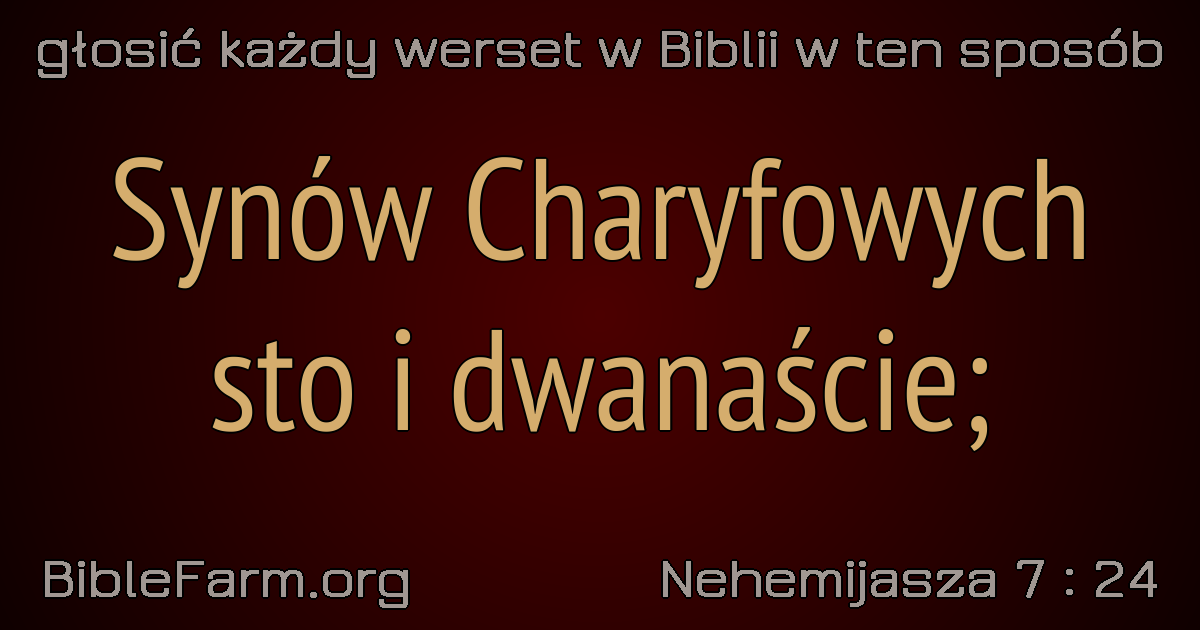 głosić każdy werset w Biblii w ten sposób
Synów Charyfowych
sto i dwanaście;
BibleFarm.org
Nehemijasza 7 : 24